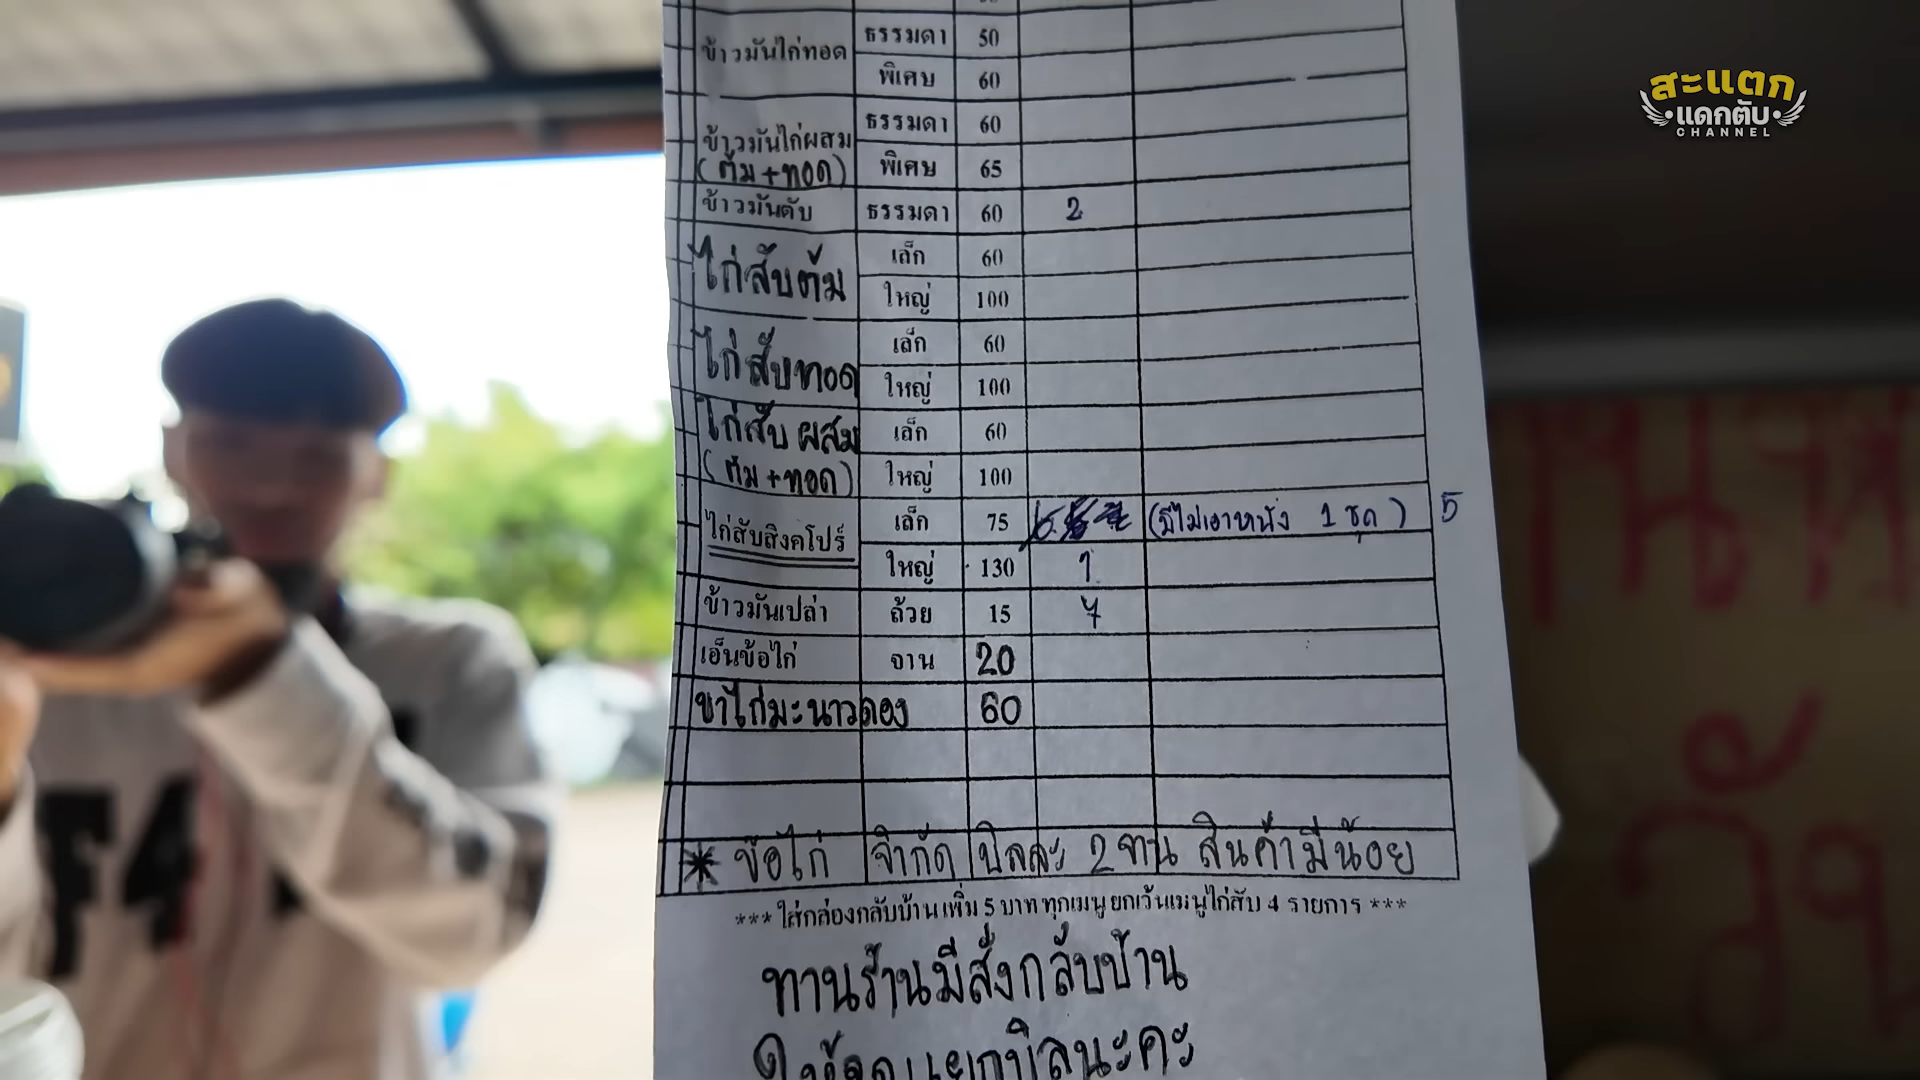 สะแตก
แดกตับ
CHANNEL
ข้าวมันไก่ทอด ธรรมดา 50
พิเศษ 60
ข้าวมันไก่ผสม ธรรมดา 60
(ต้ม+ทอด) พิเศษ 65
ข้าวมันตับ ธรรมดา 60 2
ไก่สับต้ม เล็ก 60
ใหญ่ 100
ไก่สับทอด เล็ก 60
ใหญ่ 100
ไก่สับผสม เล็ก 60
(ต้ม+ทอด) ใหญ่ 100
ไก่สับสิงคโปร์ เล็ก 75 (มีไม่เอาหนัง 1 ชุด) 5
ใหญ่ 130 1
ข้าวมันเปล่า ถ้วย 15 7
เอ็นข้อไก่ จาน 20
ขาไก่มะนาวดอง 60
* ข้อไก่ จำกัด บิลละ 2 จาน สินค้ามีน้อย
*** ใส่กล่องกลับบ้านเพิ่ม 5 บาททุกเมนู ยกเว้นเมนูไก่สับ 4 รายการ ***
ทานร้านมีสั่งกลับบ้าน
แยกบิลนะคะ